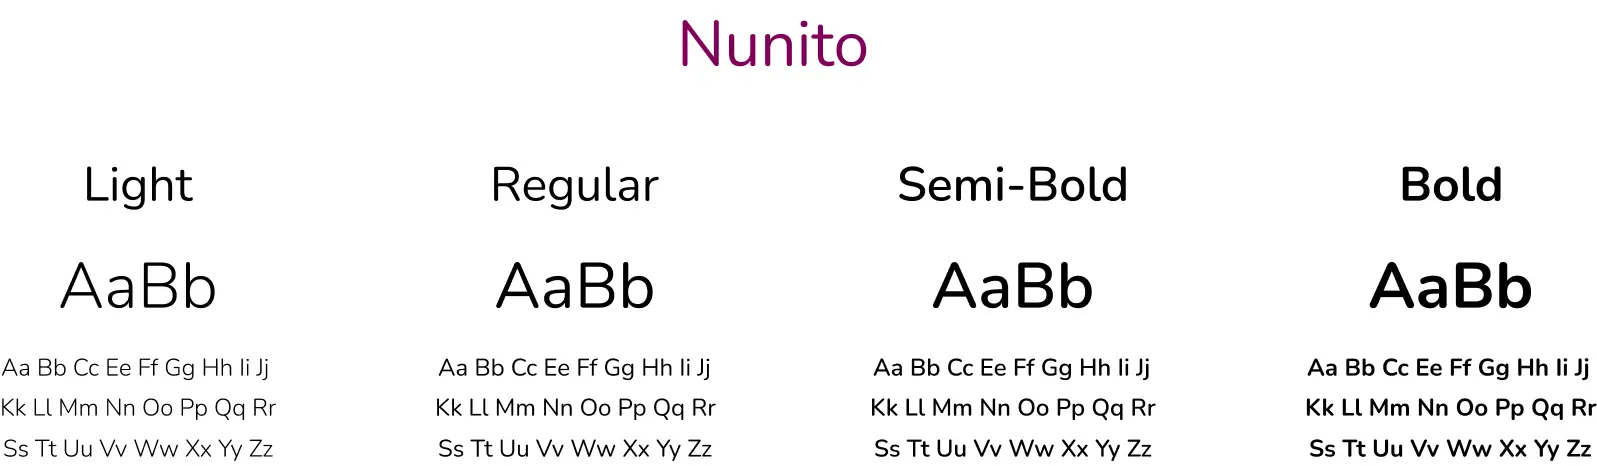 Nunito
Light
AaBb
Aa Bb Cc Ee Ff Gg Hh Ii Jj
Kk Ll Mm Nn Oo Pp Qq Rr
Ss Tt Uu Vv Ww Xx Yy Zz
Regular
AaBb
Aa Bb Cc Ee Ff Gg Hh Ii Jj
Kk Ll Mm Nn Oo Pp Qq Rr
Ss Tt Uu Vv Ww Xx Yy Zz
Semi-Bold
AaBb
Aa Bb Cc Ee Ff Gg Hh Ii Jj
Kk Ll Mm Nn Oo Pp Qq Rr
Ss Tt Uu Vv Ww Xx Yy Zz
Bold
AaBb
Aa Bb Cc Ee Ff Gg Hh Ii Jj
Kk Ll Mm Nn Oo Pp Qq Rr
Ss Tt Uu Vv Ww Xx Yy Zz